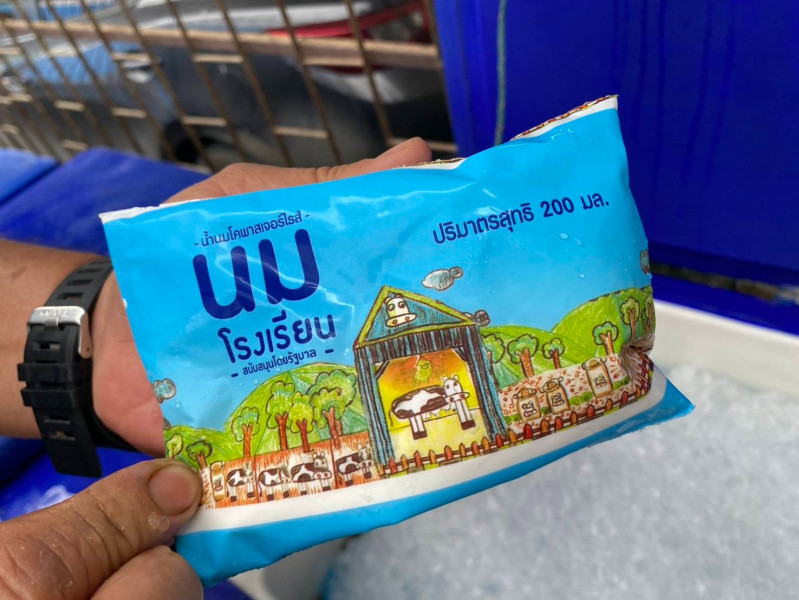 - น้ำนมโคพาสเจอร์ไรส์ -
นม
โรงเรียน
- สนับสนุนโดยรัฐบาล -
ปริมาตรสุทธิ 200 มล.